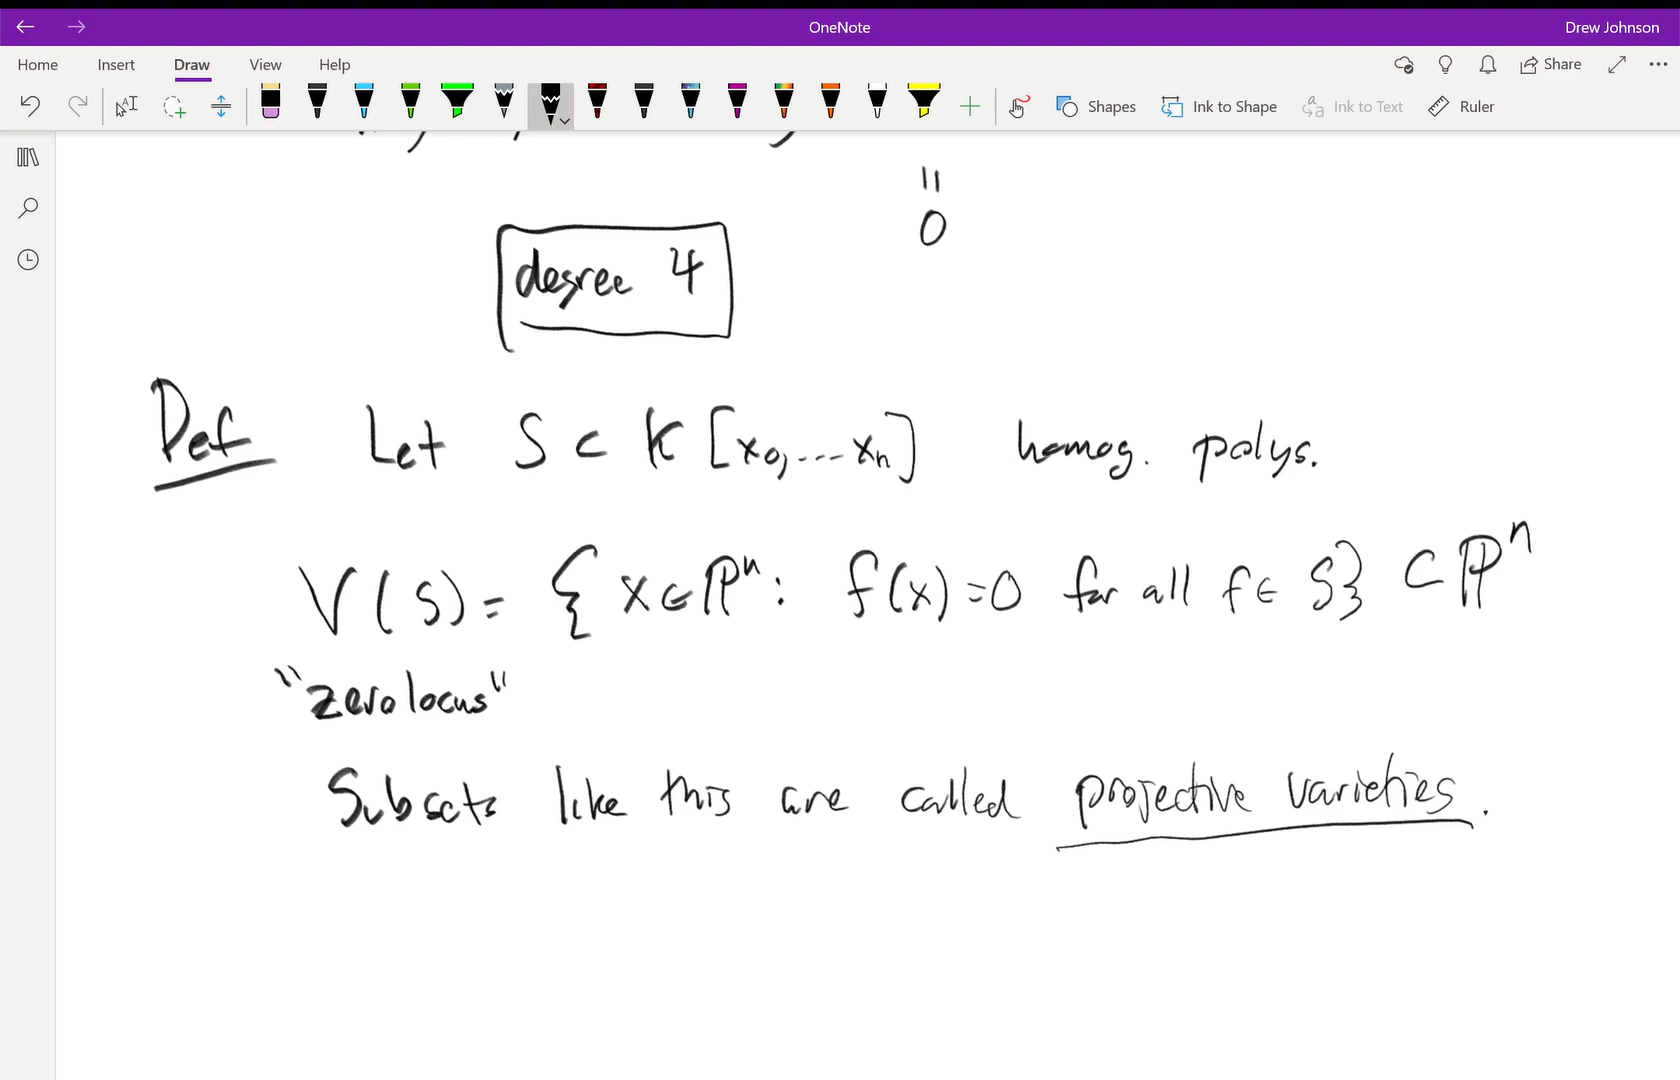 OneNote
Drew Johnson
Home Insert Draw View Help
Share
Shapes Ink to Shape Ink to Text Ruler
=
0
degree 4
Def Let S ⊂ K[x₀,...xₙ] homog. polys.
V(S) = { x ∈ ℙⁿ : f(x)=0 for all f ∈ S} ⊂ ℙⁿ
"zero locus"
Subsets like this are called projective varieties.